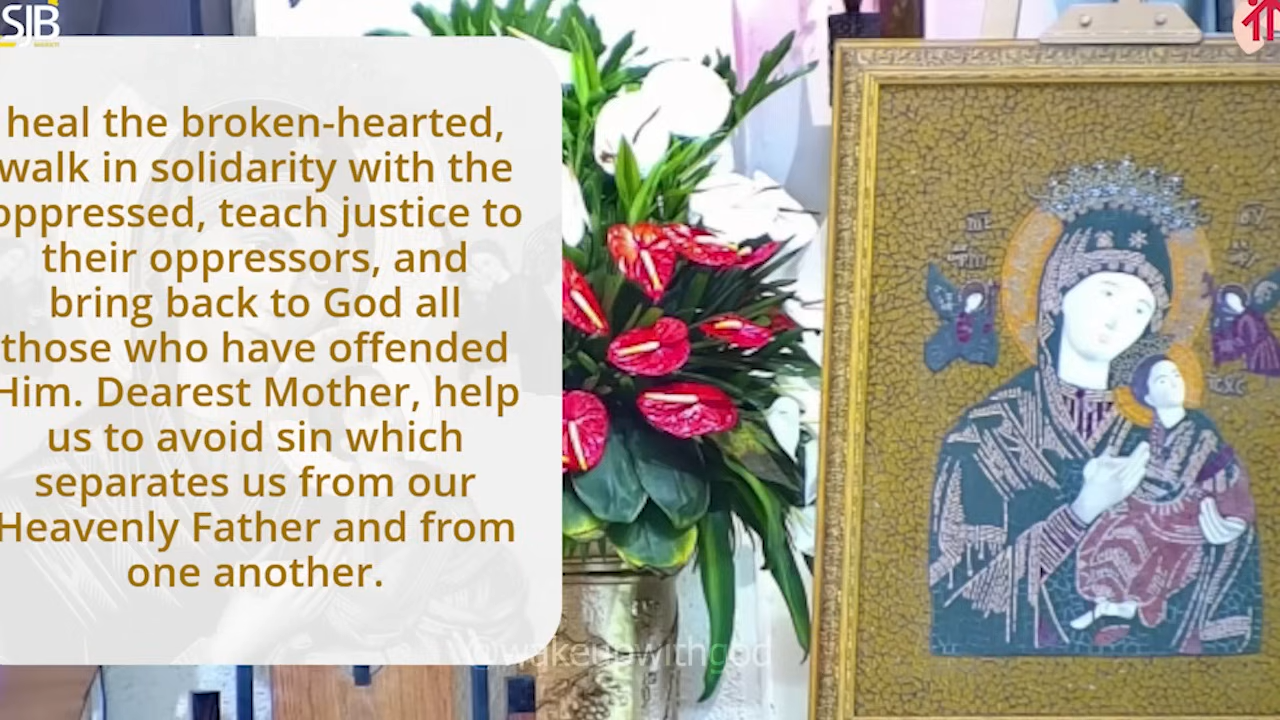 SJB
heal the broken-hearted,
walk in solidarity with the
oppressed, teach justice to
their oppressors, and
bring back to God all
those who have offended
Him. Dearest Mother, help
us to avoid sin which
separates us from our
Heavenly Father and from
one another.
@wakeupwithgod